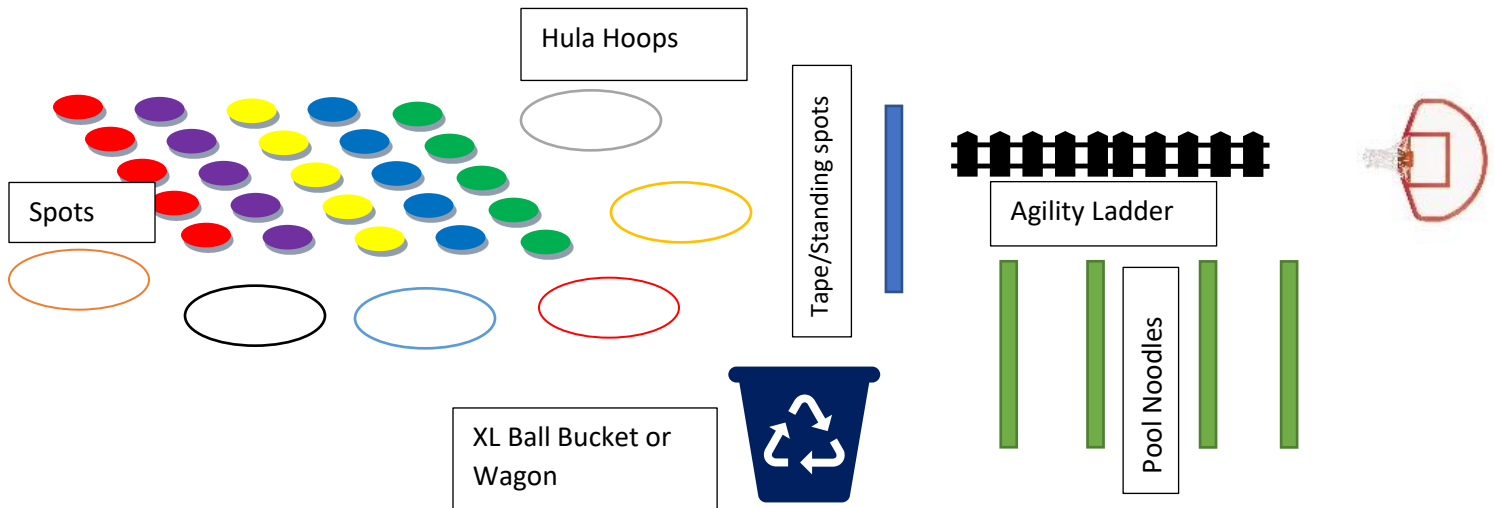 Hula Hoops
Spots
Tape/Standing spots
Agility Ladder
XL Ball Bucket or
Wagon
Pool Noodles